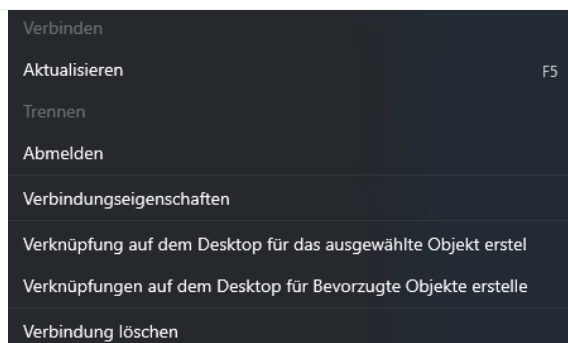 Verbinden
Aktualisieren F5
Trennen
Abmelden
Verbindungseigenschaften
Verknüpfung auf dem Desktop für das ausgewählte Objekt erstel
Verknüpfungen auf dem Desktop für Bevorzugte Objekte erstelle
Verbindung löschen